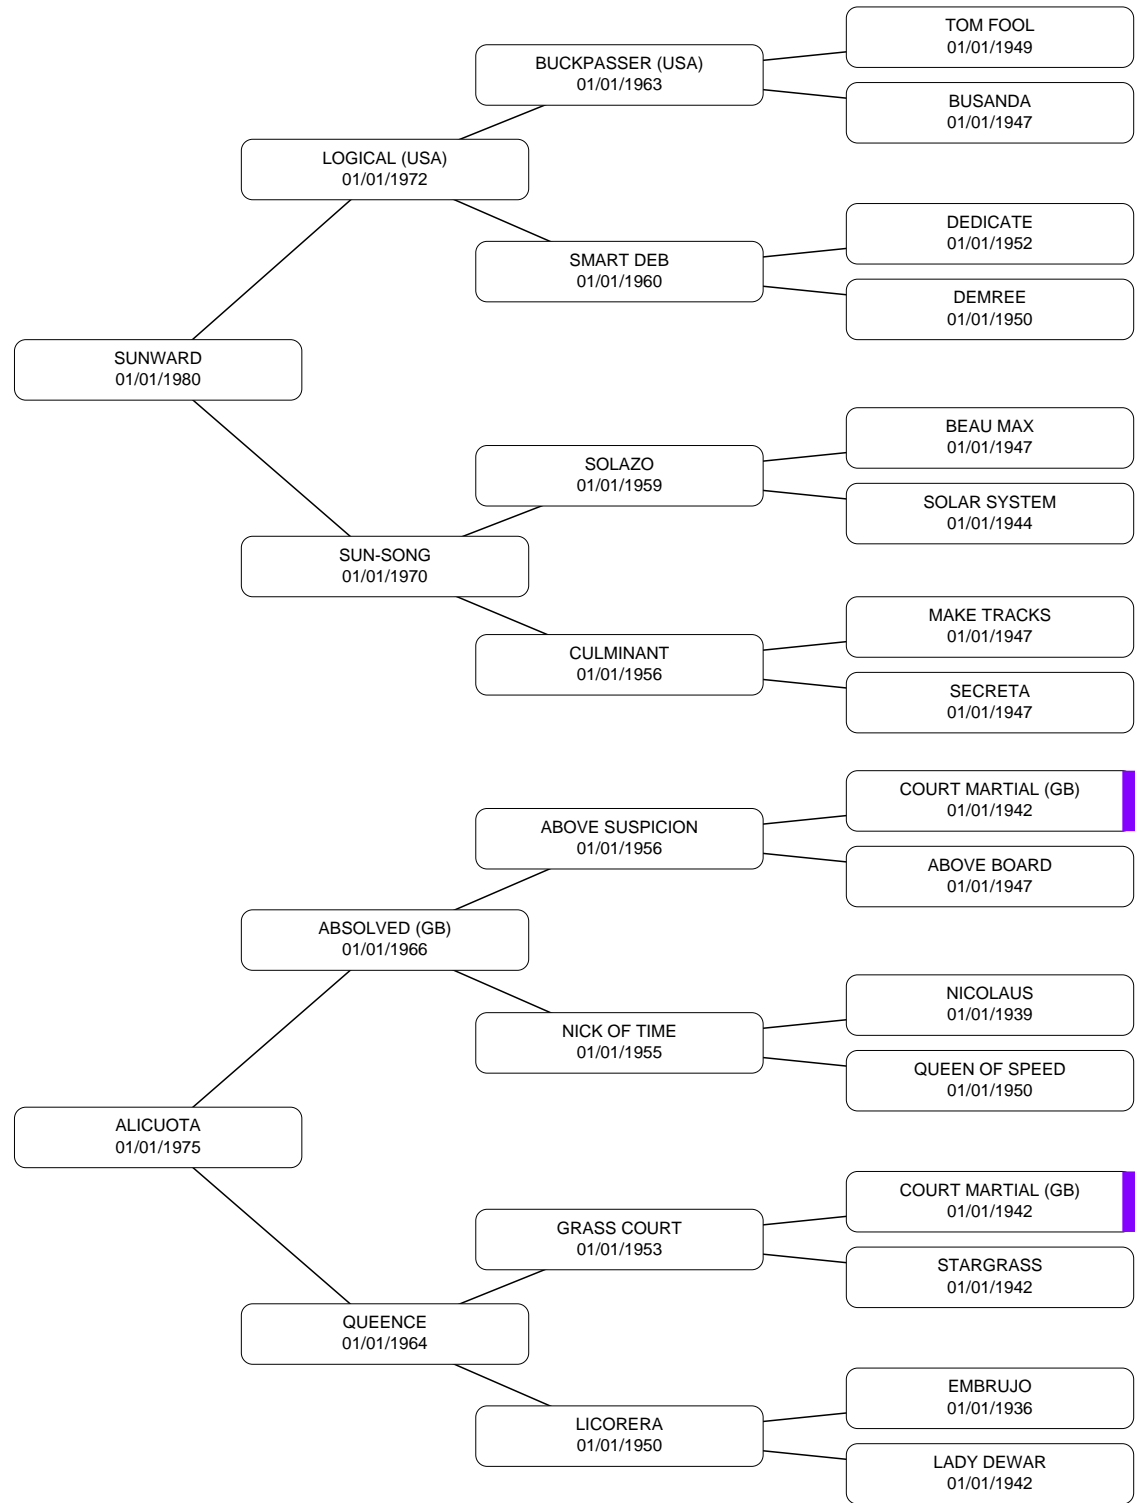 TOM FOOL
01/01/1949
BUCKPASSER (USA)
01/01/1963
BUSANDA
01/01/1947
LOGICAL (USA)
01/01/1972
DEDICATE
01/01/1952
SMART DEB
01/01/1960
DEMREE
01/01/1950
SUNWARD
01/01/1980
BEAU MAX
01/01/1947
SOLAZO
01/01/1959
SOLAR SYSTEM
01/01/1944
SUN-SONG
01/01/1970
MAKE TRACKS
01/01/1947
CULMINANT
01/01/1956
SECRETA
01/01/1947
COURT MARTIAL (GB)
01/01/1942
ABOVE SUSPICION
01/01/1956
ABOVE BOARD
01/01/1947
ABSOLVED (GB)
01/01/1966
NICOLAUS
01/01/1939
NICK OF TIME
01/01/1955
QUEEN OF SPEED
01/01/1950
ALICUOTA
01/01/1975
COURT MARTIAL (GB)
01/01/1942
GRASS COURT
01/01/1953
STARGRASS
01/01/1942
QUEENCE
01/01/1964
EMBRUJO
01/01/1936
LICORERA
01/01/1950
LADY DEWAR
01/01/1942